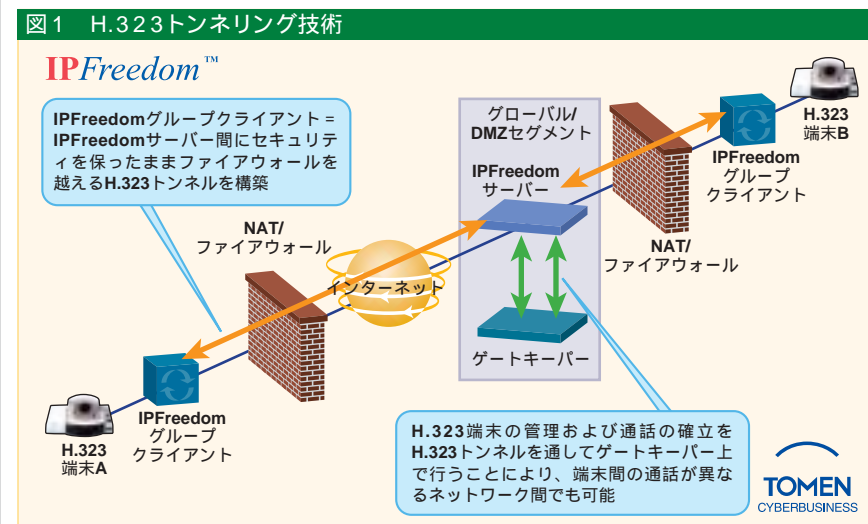 図1 H.323トンネリング技術
IPFreedom™
IPFreedomグループクライアント =
IPFreedomサーバー間にセキュリテ
ィを保ったままファイアウォールを
越えるH.323トンネルを構築
グローバル/
DMZセグメント
IPFreedom
サーバー
H.323
端末B
IPFreedom
グループ
クライアント
NAT/
ファイアウォール
NAT/
ファイアウォール
インターネット
ゲートキーパー
IPFreedom
グループ
クライアント
H.323
端末A
H.323端末の管理および通話の確立を
H.323トンネルを通してゲートキーパー上
で行うことにより、端末間の通話が異な
るネットワーク間でも可能
TOMEN
CYBERBUSINESS